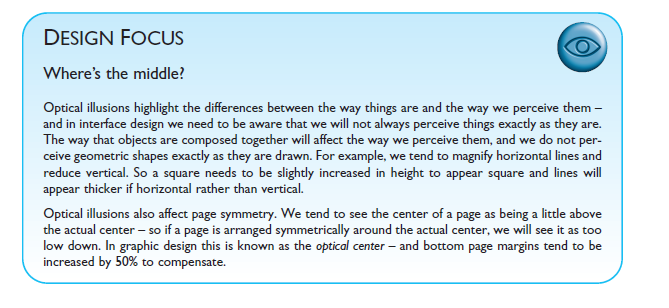 DESIGN FOCUS
Where's the middle?
Optical illusions highlight the differences between the way things are and the way we perceive them –
and in interface design we need to be aware that we will not always perceive things exactly as they are.
The way that objects are composed together will affect the way we perceive them, and we do not per-
ceive geometric shapes exactly as they are drawn. For example, we tend to magnify horizontal lines and
reduce vertical. So a square needs to be slightly increased in height to appear square and lines will
appear thicker if horizontal rather than vertical.
Optical illusions also affect page symmetry. We tend to see the center of a page as being a little above
the actual center – so if a page is arranged symmetrically around the actual center, we will see it as too
low down. In graphic design this is known as the optical center – and bottom page margins tend to be
increased by 50% to compensate.